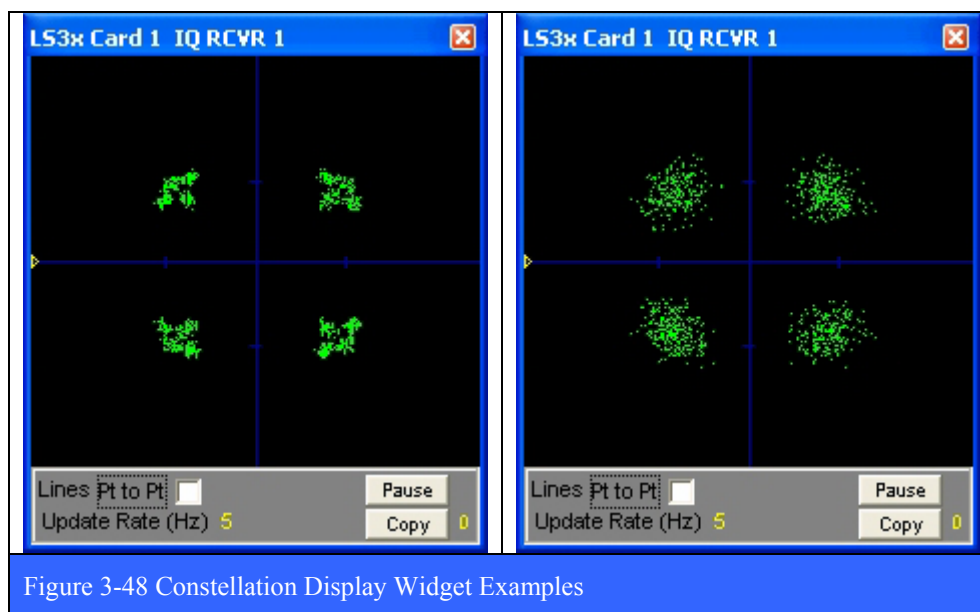 LS3x Card 1 IQ RCVR 1
Lines Pt to Pt
Pause
Update Rate (Hz) 5
Copy
0
LS3x Card 1 IQ RCVR 1
Lines Pt to Pt
Pause
Update Rate (Hz) 5
Copy
0
Figure 3-48 Constellation Display Widget Examples